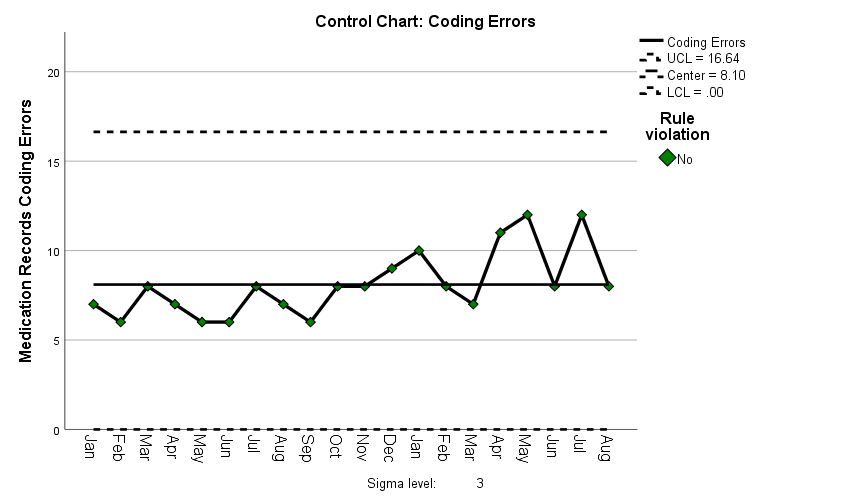 Control Chart: Coding Errors
Coding Errors
UCL = 16.64
Center = 8.10
LCL = .00
Rule
violation
No
Medication Records Coding Errors
20
15
10
5
0
Jan
Feb
Mar
Apr
May
Jun
Jul
Aug
Sep
Oct
Nov
Dec
Jan
Feb
Mar
Apr
May
Jun
Jul
Aug
Sigma level: 3